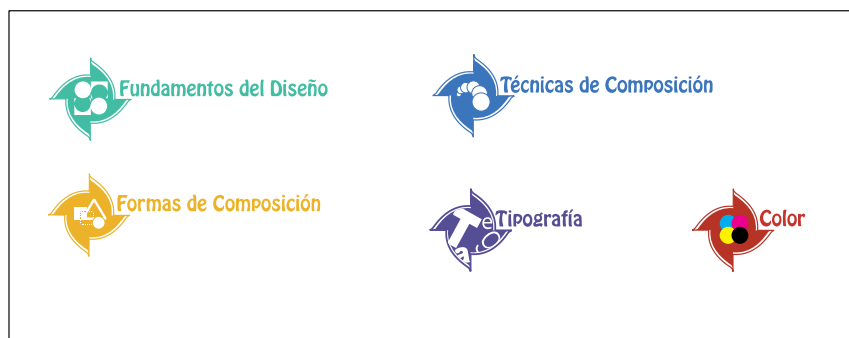 Fundamentos del Diseño
Técnicas de Composición
Formas de Composición
Tipografía
Color